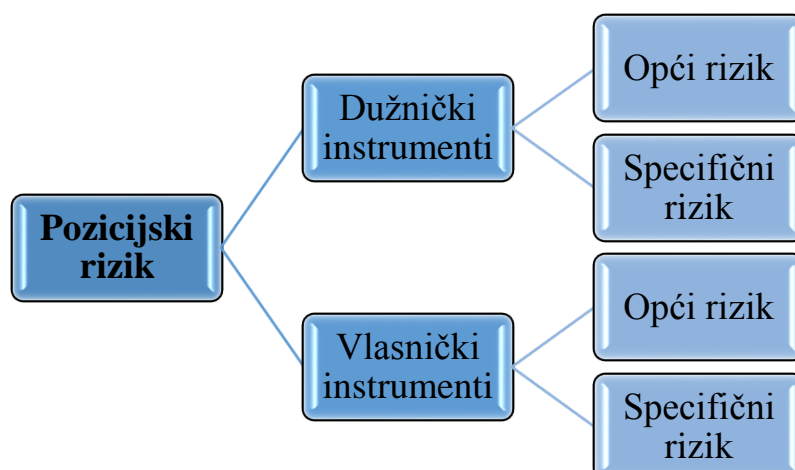 Pozicijski
rizik
Dužnički
instrumenti
Opći rizik
Specifični
rizik
Vlasnički
instrumenti
Opći rizik
Specifični
rizik